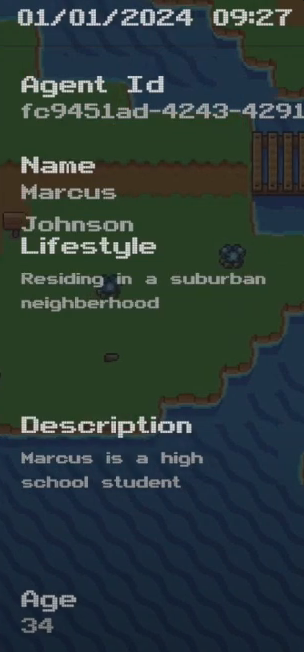 01/01/2024 09:27
Agent Id
fc9451ad-4243-4291
Name
Marcus
Johnson
Lifestyle
Residing in a suburban
neighborhood
Description
Marcus is a high
school student
Age
34